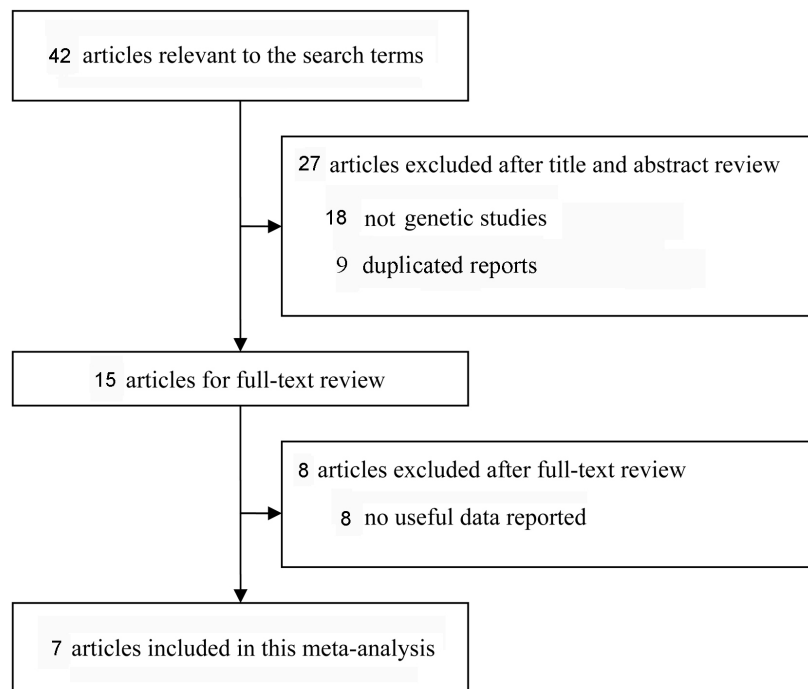 42 articles relevant to the search terms
27 articles excluded after title and abstract review
18 not genetic studies
9 duplicated reports
15 articles for full-text review
8 articles excluded after full-text review
8 no useful data reported
7 articles included in this meta-analysis